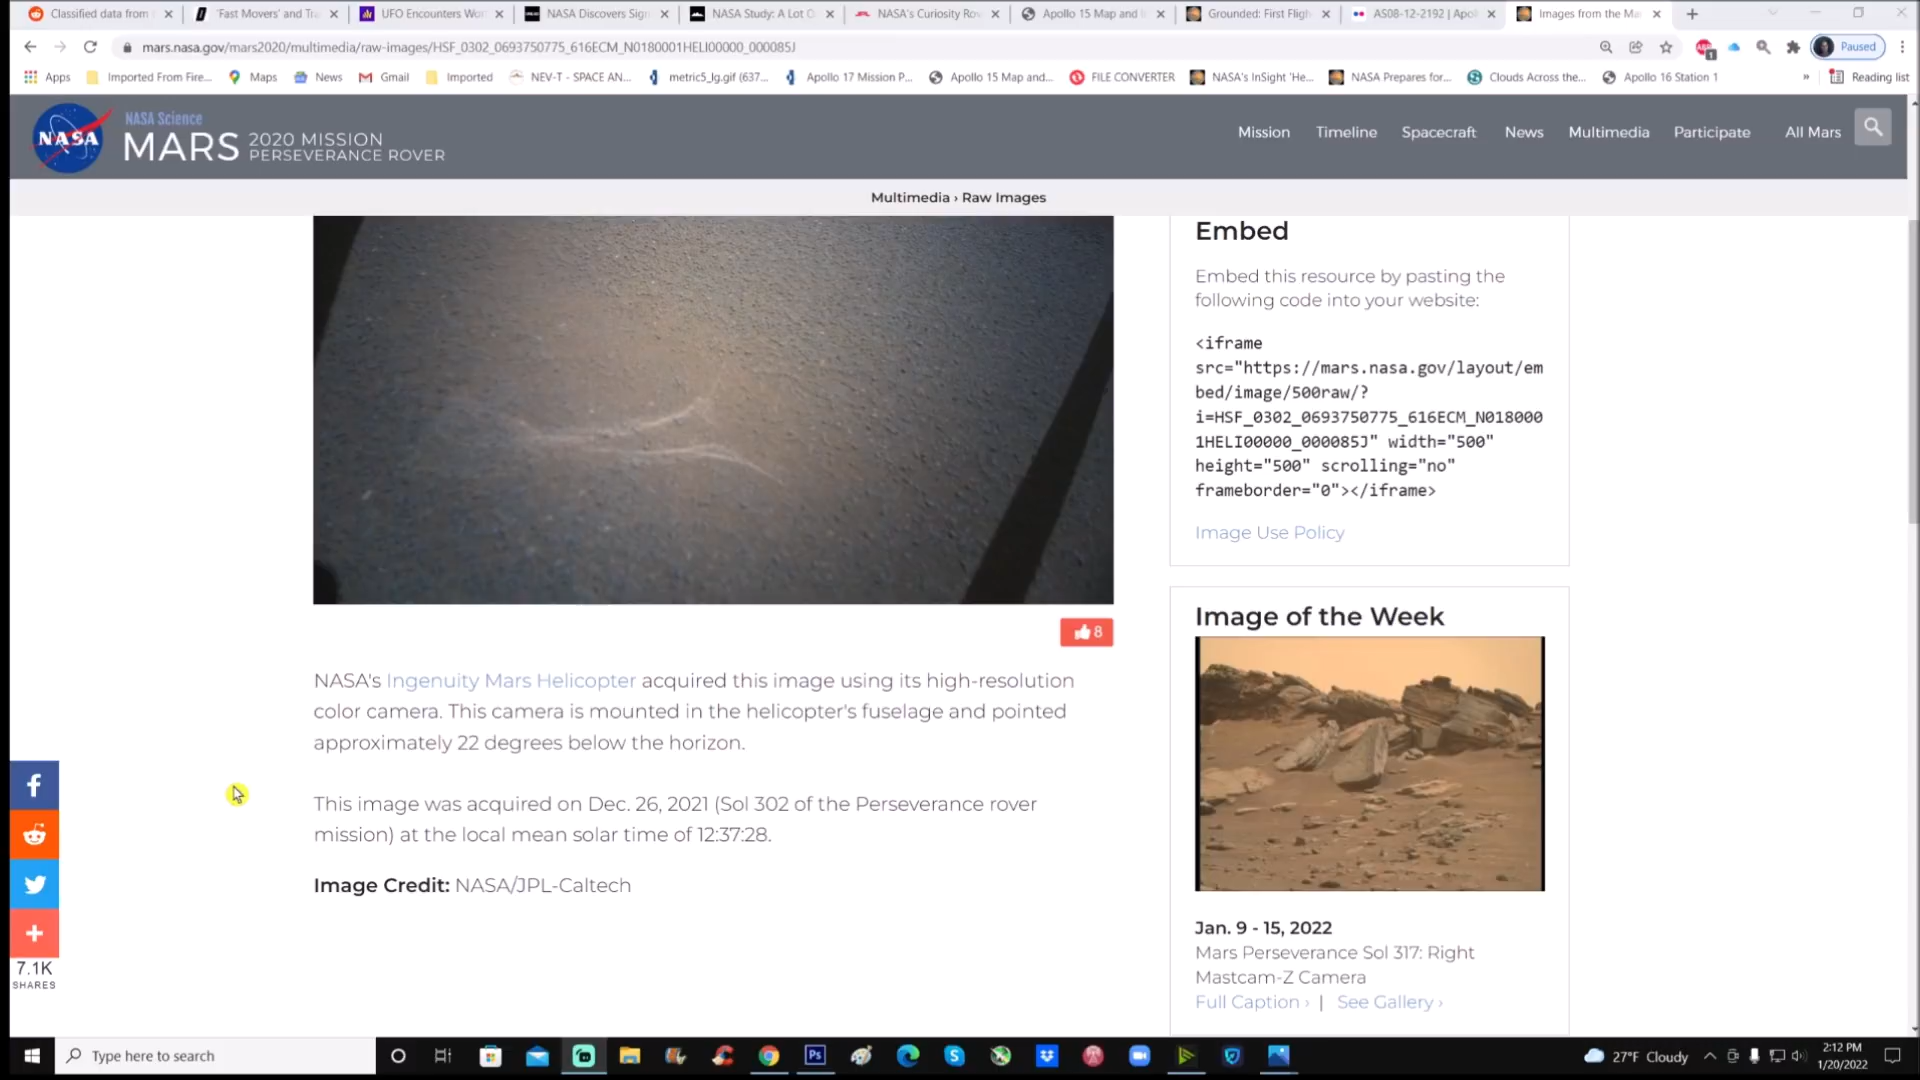 Classified data from
'Fast Movers' and Tra
UFO Encounters Wor
NASA Discovers Sign
NASA Study: A Lot O
NASA's Curiosity Rov
Apollo 15 Map and I
Grounded: First Fligh
AS08-12-2192 | Apol
Images from the Ma
mars.nasa.gov/mars2020/multimedia/raw-images/HSF_0302_0693750775_616ECM_N0180001HELI00000_000085J
Paused
Apps
Imported From Fire...
Maps
News
Gmail
Imported
NEV-T - SPACE AN...
metric5_lg.gif (637...
Apollo 17 Mission P...
Apollo 15 Map and...
FILE CONVERTER
NASA's InSight 'He...
NASA Prepares for...
Clouds Across the...
Apollo 16 Station 1
»
Reading list
NASA
NASA Science
MARS
2020 MISSION
PERSEVERANCE ROVER
Mission
Timeline
Spacecraft
News
Multimedia
Participate
All Mars
Multimedia › Raw Images
8
NASA's Ingenuity Mars Helicopter acquired this image using its high-resolution
color camera. This camera is mounted in the helicopter's fuselage and pointed
approximately 22 degrees below the horizon.
This image was acquired on Dec. 26, 2021 (Sol 302 of the Perseverance rover
mission) at the local mean solar time of 12:37:28.
Image Credit: NASA/JPL-Caltech
Embed
Embed this resource by pasting the
following code into your website:
<iframe
src="https://mars.nasa.gov/layout/em
bed/image/500raw/?
i=HSF_0302_0693750775_616ECM_N018000
1HELI00000_000085J" width="500"
height="500" scrolling="no"
frameborder="0"></iframe>
Image Use Policy
Image of the Week
Jan. 9 - 15, 2022
Mars Perseverance Sol 317: Right
Mastcam-Z Camera
Full Caption › | See Gallery ›
7.1K
SHARES
Type here to search
Ps
27°F Cloudy
2:12 PM
1/20/2022